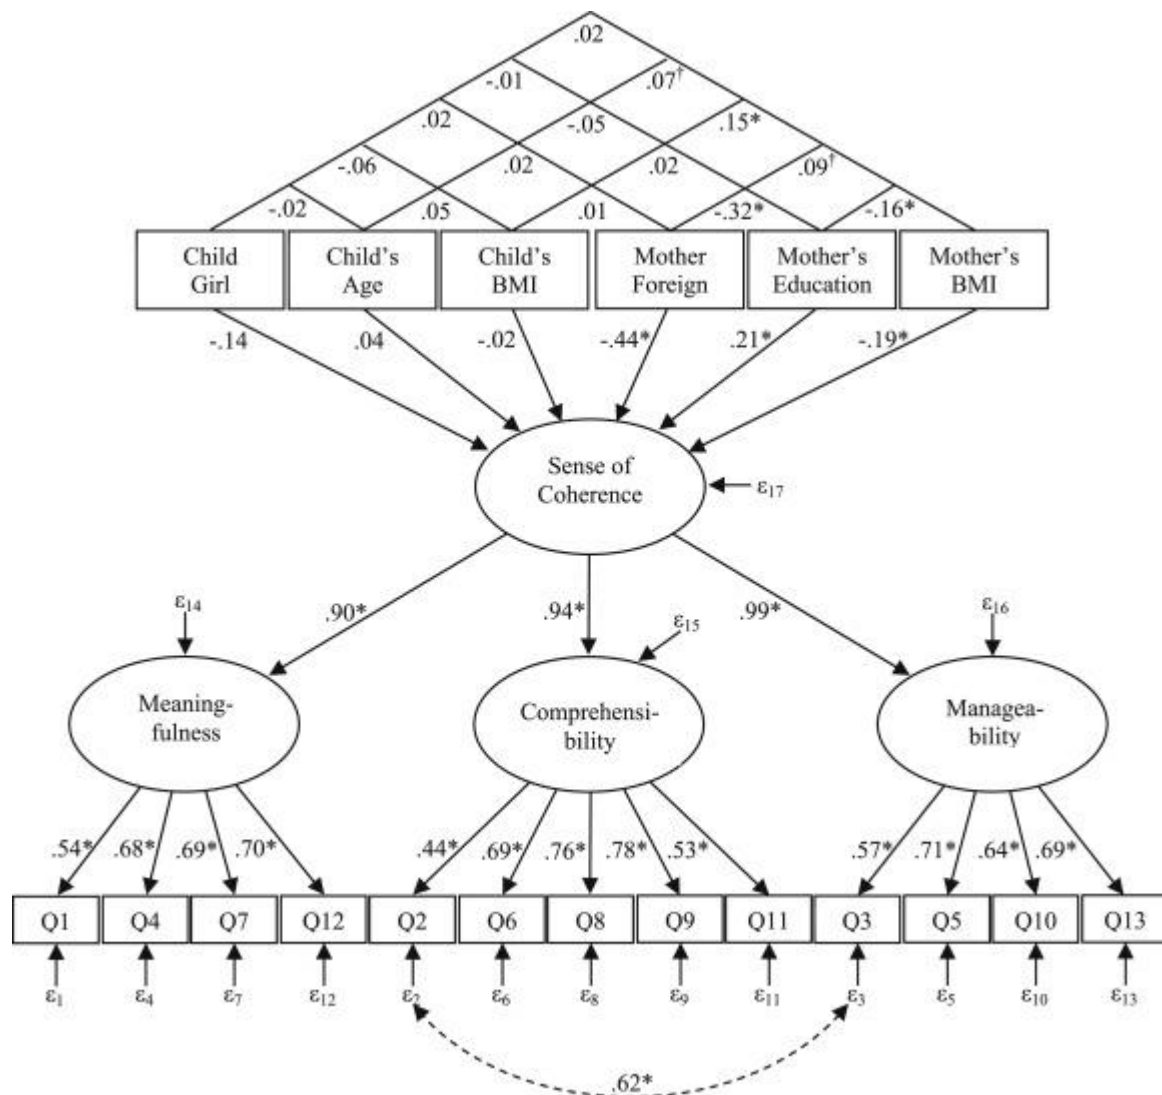 .02
-.01 .07†
.02 -.05 .15*
-.06 .02 .02 .09†
-.02 .05 .01 -.32* -.16*
Child Girl
Child's Age
Child's BMI
Mother Foreign
Mother's Education
Mother's BMI
-.14 .04 -.02 -.44* .21* -.19*
Sense of
Coherence
ε17
.90* .94* .99*
ε14 ε15 ε16
Meaning-
fulness
Comprehensi-
bility
Managea-
bility
.54* .68* .69* .70* .44* .69* .76* .78* .53* .57* .71* .64* .69*
Q1 Q4 Q7 Q12 Q2 Q6 Q8 Q9 Q11 Q3 Q5 Q10 Q13
ε1 ε4 ε7 ε12 ε2 ε6 ε8 ε9 ε11 ε3 ε5 ε10 ε13
.62*